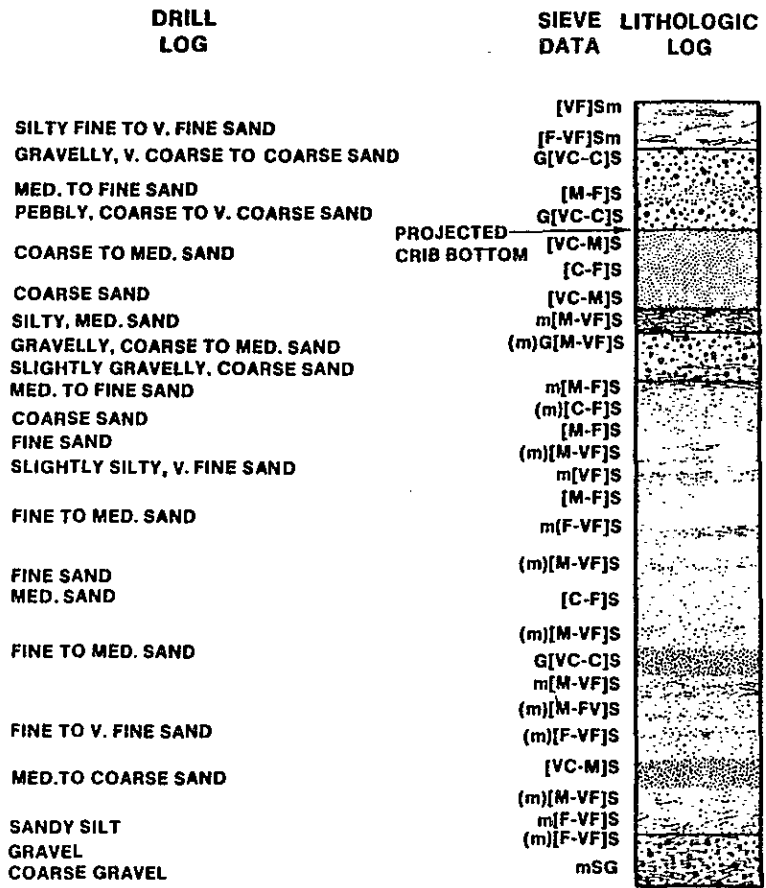 DRILL LOG
SIEVE DATA
LITHOLOGIC LOG
SILTY FINE TO V. FINE SAND
GRAVELLY, V. COARSE TO COARSE SAND
MED. TO FINE SAND
PEBBLY, COARSE TO V. COARSE SAND
COARSE TO MED. SAND
COARSE SAND
SILTY, MED. SAND
GRAVELLY, COARSE TO MED. SAND
SLIGHTLY GRAVELLY, COARSE SAND
MED. TO FINE SAND
COARSE SAND
FINE SAND
SLIGHTLY SILTY, V. FINE SAND
FINE TO MED. SAND
FINE SAND
MED. SAND
FINE TO MED. SAND
FINE TO V. FINE SAND
MED.TO COARSE SAND
SANDY SILT
GRAVEL
COARSE GRAVEL
PROJECTED
CRIB BOTTOM
[VF]Sm
[F-VF]Sm
G[VC-C]S
[M-F]S
G[VC-C]S
[VC-M]S
[C-F]S
[VC-M]S
m[M-VF]S
(m)G[M-VF]S
m[M-F]S
(m)[C-F]S
[M-F]S
(m)[M-VF]S
m[VF]S
[M-F]S
m(F-VF]S
(m)[M-VF]S
[C-F]S
(m)[M-VF]S
G[VC-C]S
m[M-VF]S
(m)[M-FV]S
(m)[F-VF]S
[VC-M]S
(m)[M-VF]S
m[F-VF]S
(m)[F-VF]S
mSG